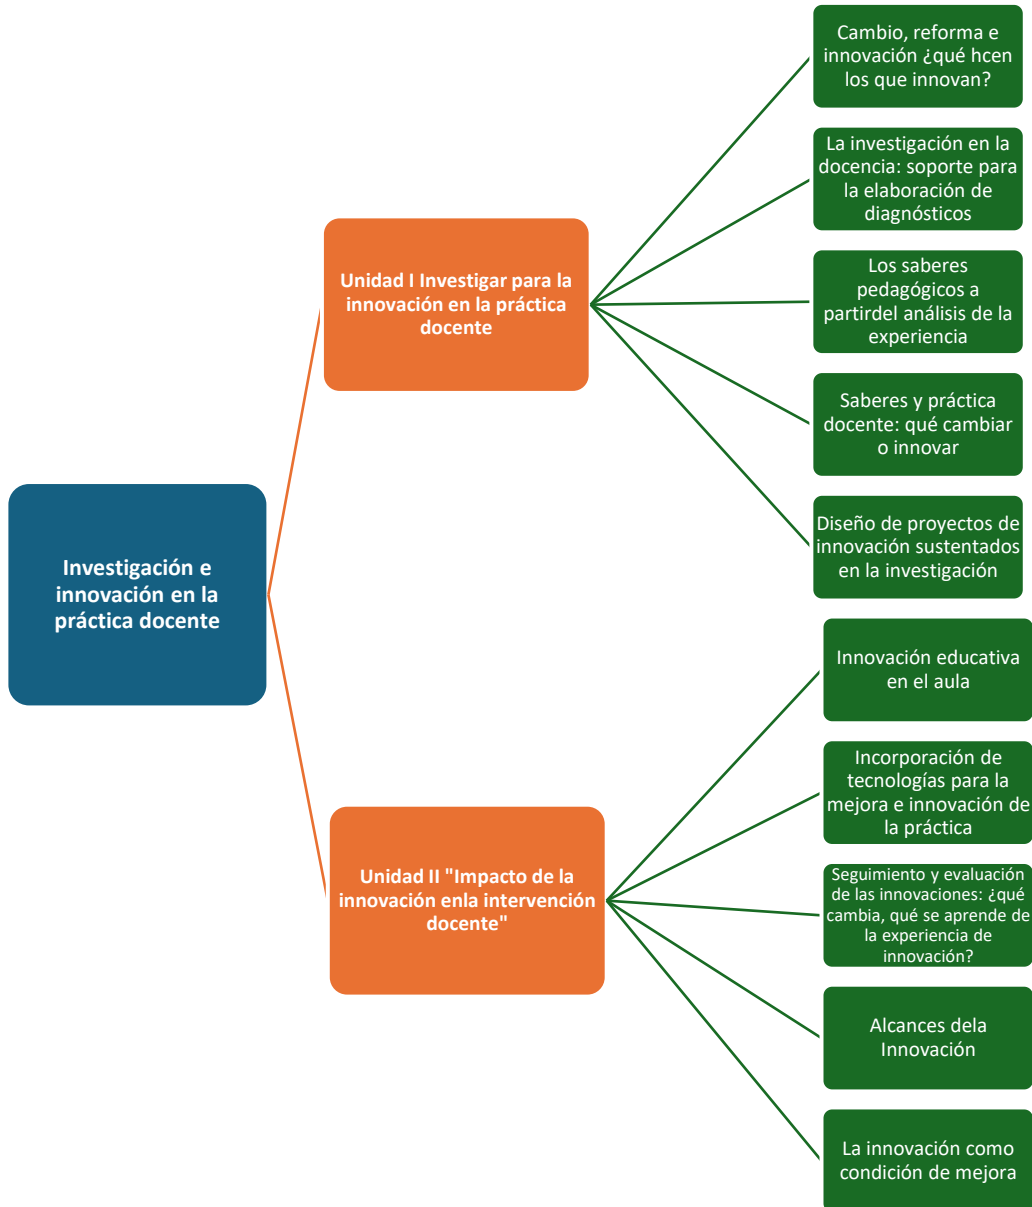 Investigación e
innovación en la
práctica docente
Unidad I Investigar para la
innovación en la práctica
docente
Cambio, reforma e
innovación ¿qué hcen
los que innovan?
La investigación en la
docencia: soporte para
la elaboración de
diagnósticos
Los saberes
pedagógicos a
partirdel análisis de la
experiencia
Saberes y práctica
docente: qué cambiar
o innovar
Diseño de proyectos de
innovación sustentados
en la investigación
Unidad II "Impacto de la
innovación enla intervención
docente"
Innovación educativa
en el aula
Incorporación de
tecnologías para la
mejora e innovación de
la práctica
Seguimiento y evaluación
de las innovaciones: ¿qué
cambia, qué se aprende de
la experiencia de
innovación?
Alcances dela
Innovación
La innovación como
condición de mejora